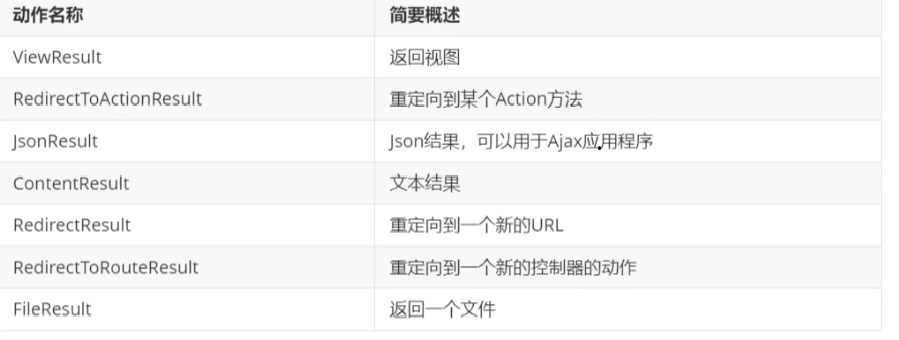 动作名称 简要概述
ViewResult 返回视图
RedirectToActionResult 重定向到某个Action方法
JsonResult Json结果，可以用于Ajax应用程序
ContentResult 文本结果
RedirectResult 重定向到一个新的URL
RedirectToRouteResult 重定向到一个新的控制器的动作
FileResult 返回一个文件